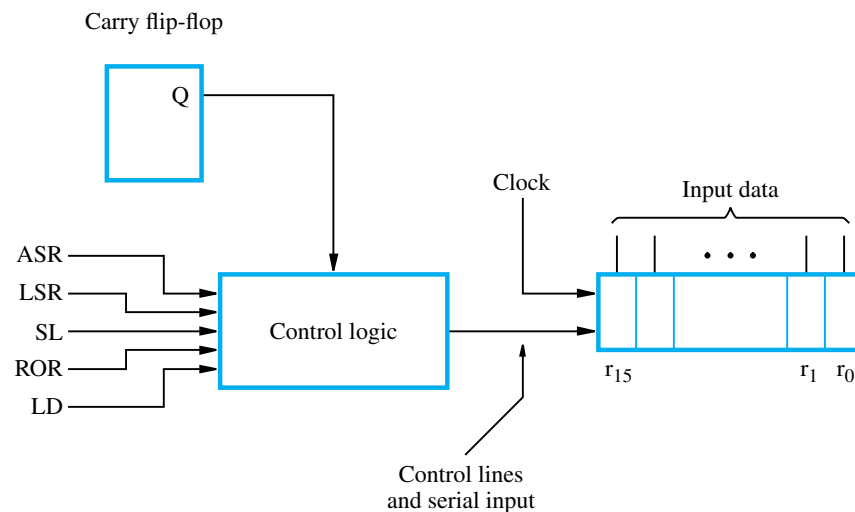 Carry flip-flop
Q
Clock
Input data
ASR
LSR
SL
ROR
LD
Control logic
r15
r1
r0
Control lines
and serial input